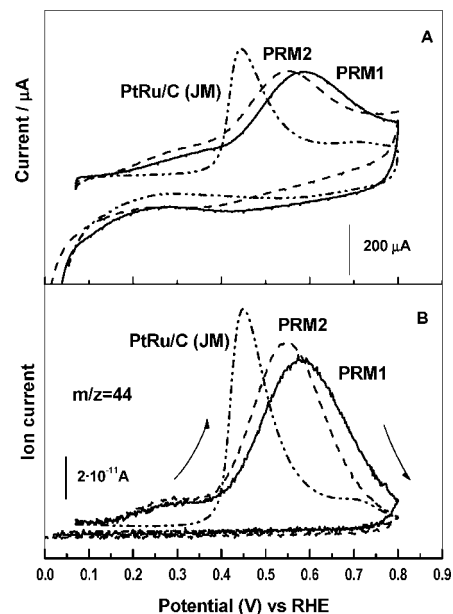 A
PRM2
PtRu/C (JM)
PRM1
Current / μA
200 μA
B
PRM2
PtRu/C (JM)
PRM1
m/z=44
Ion current
2·10⁻¹¹A
0.0 0.1 0.2 0.3 0.4 0.5 0.6 0.7 0.8 0.9
Potential (V) vs RHE